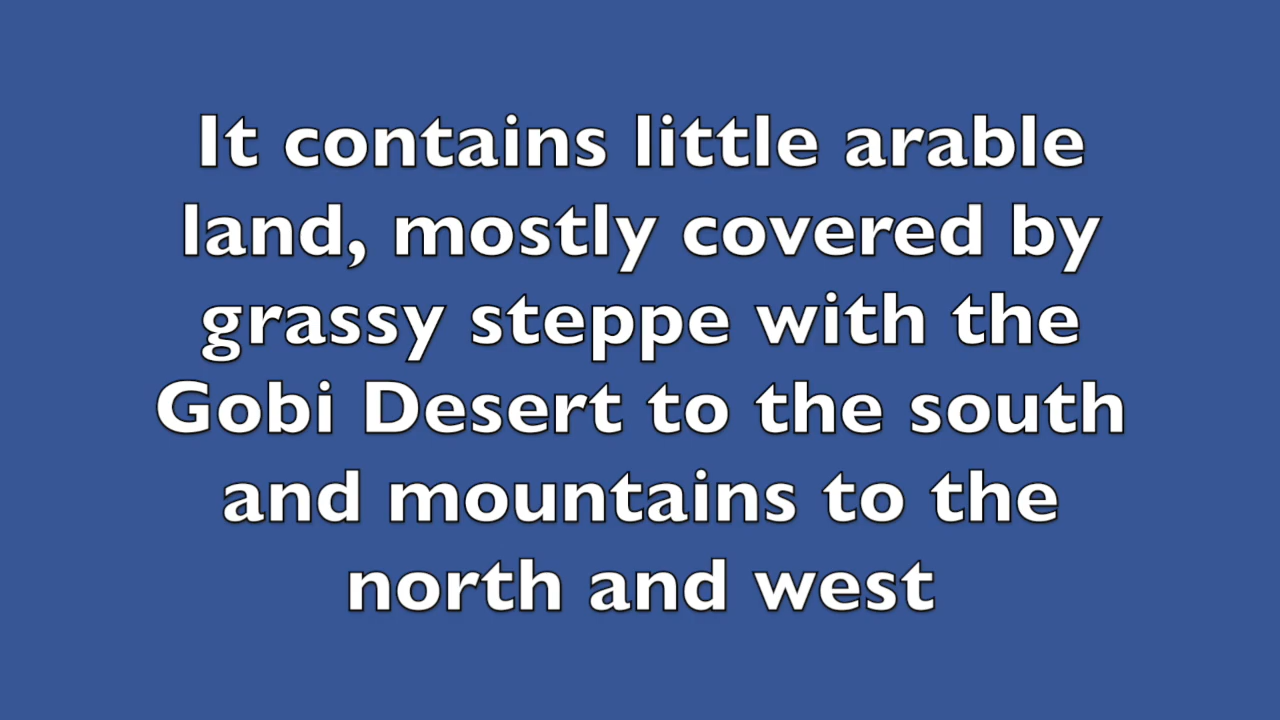 It contains little arable
land, mostly covered by
grassy steppe with the
Gobi Desert to the south
and mountains to the
north and west